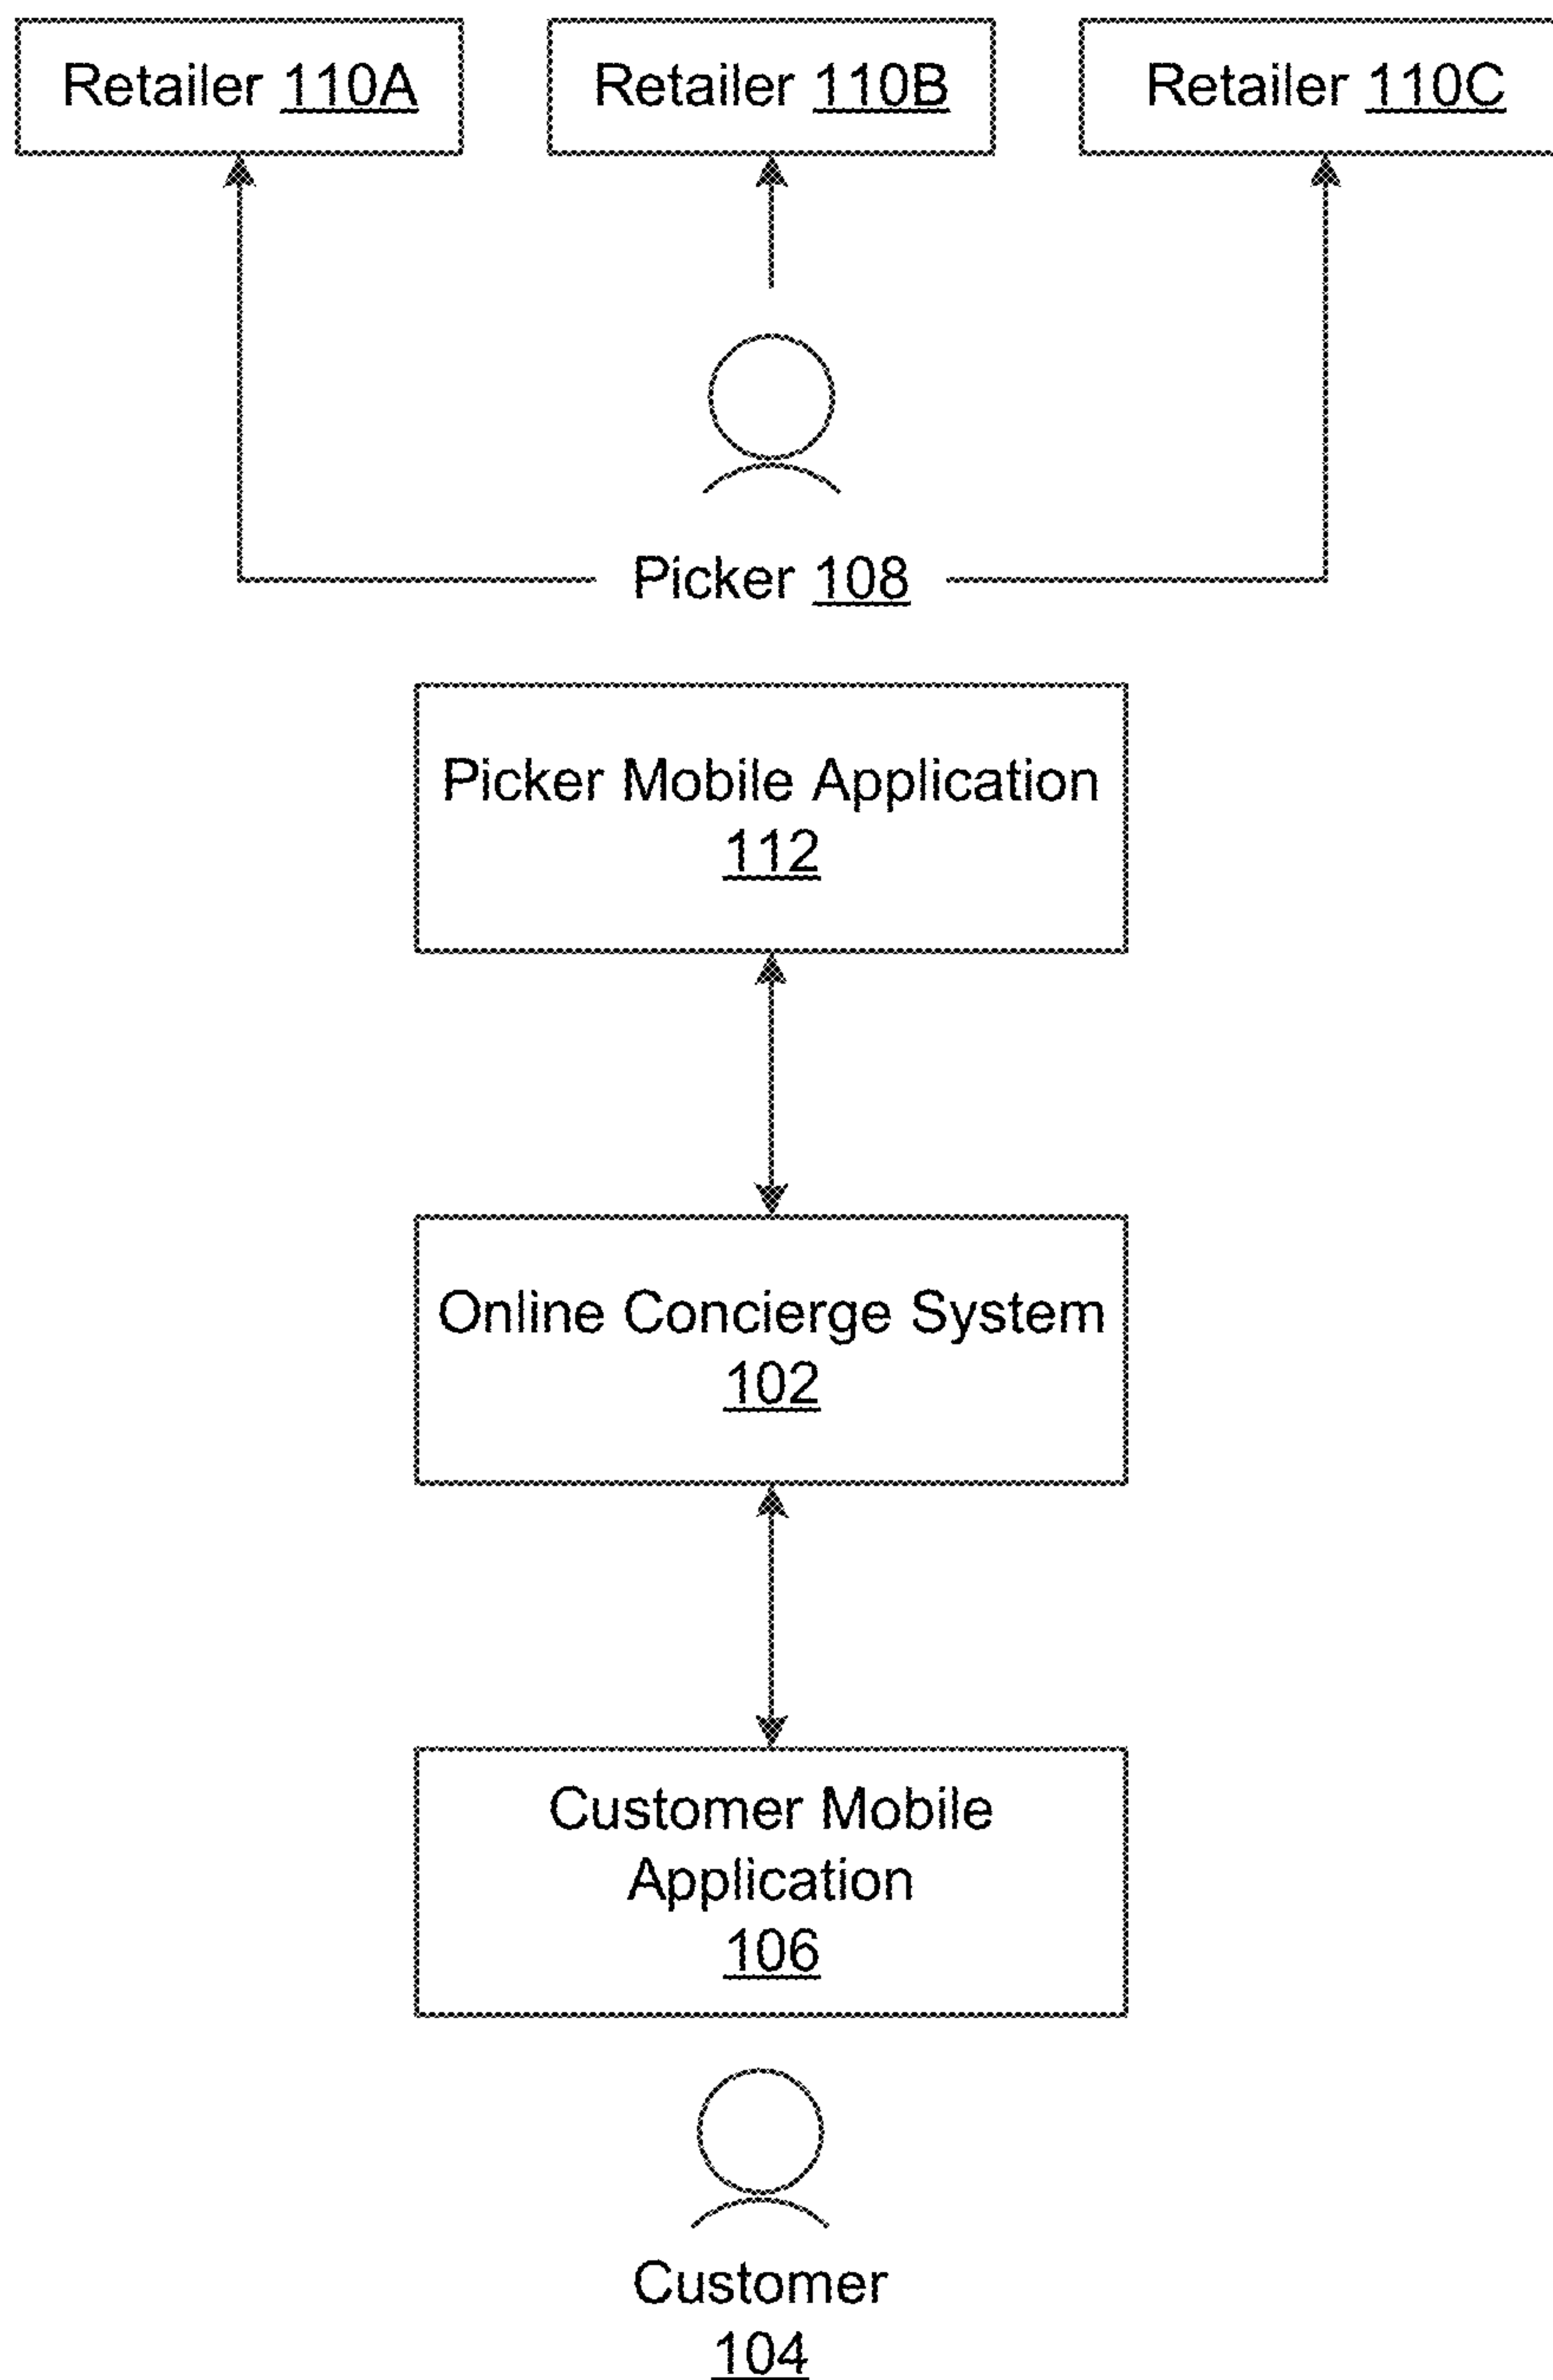 Retailer 110A
Retailer 110B
Retailer 110C
Picker 108
Picker Mobile Application
112
Online Concierge System
102
Customer Mobile
Application
106
Customer
104